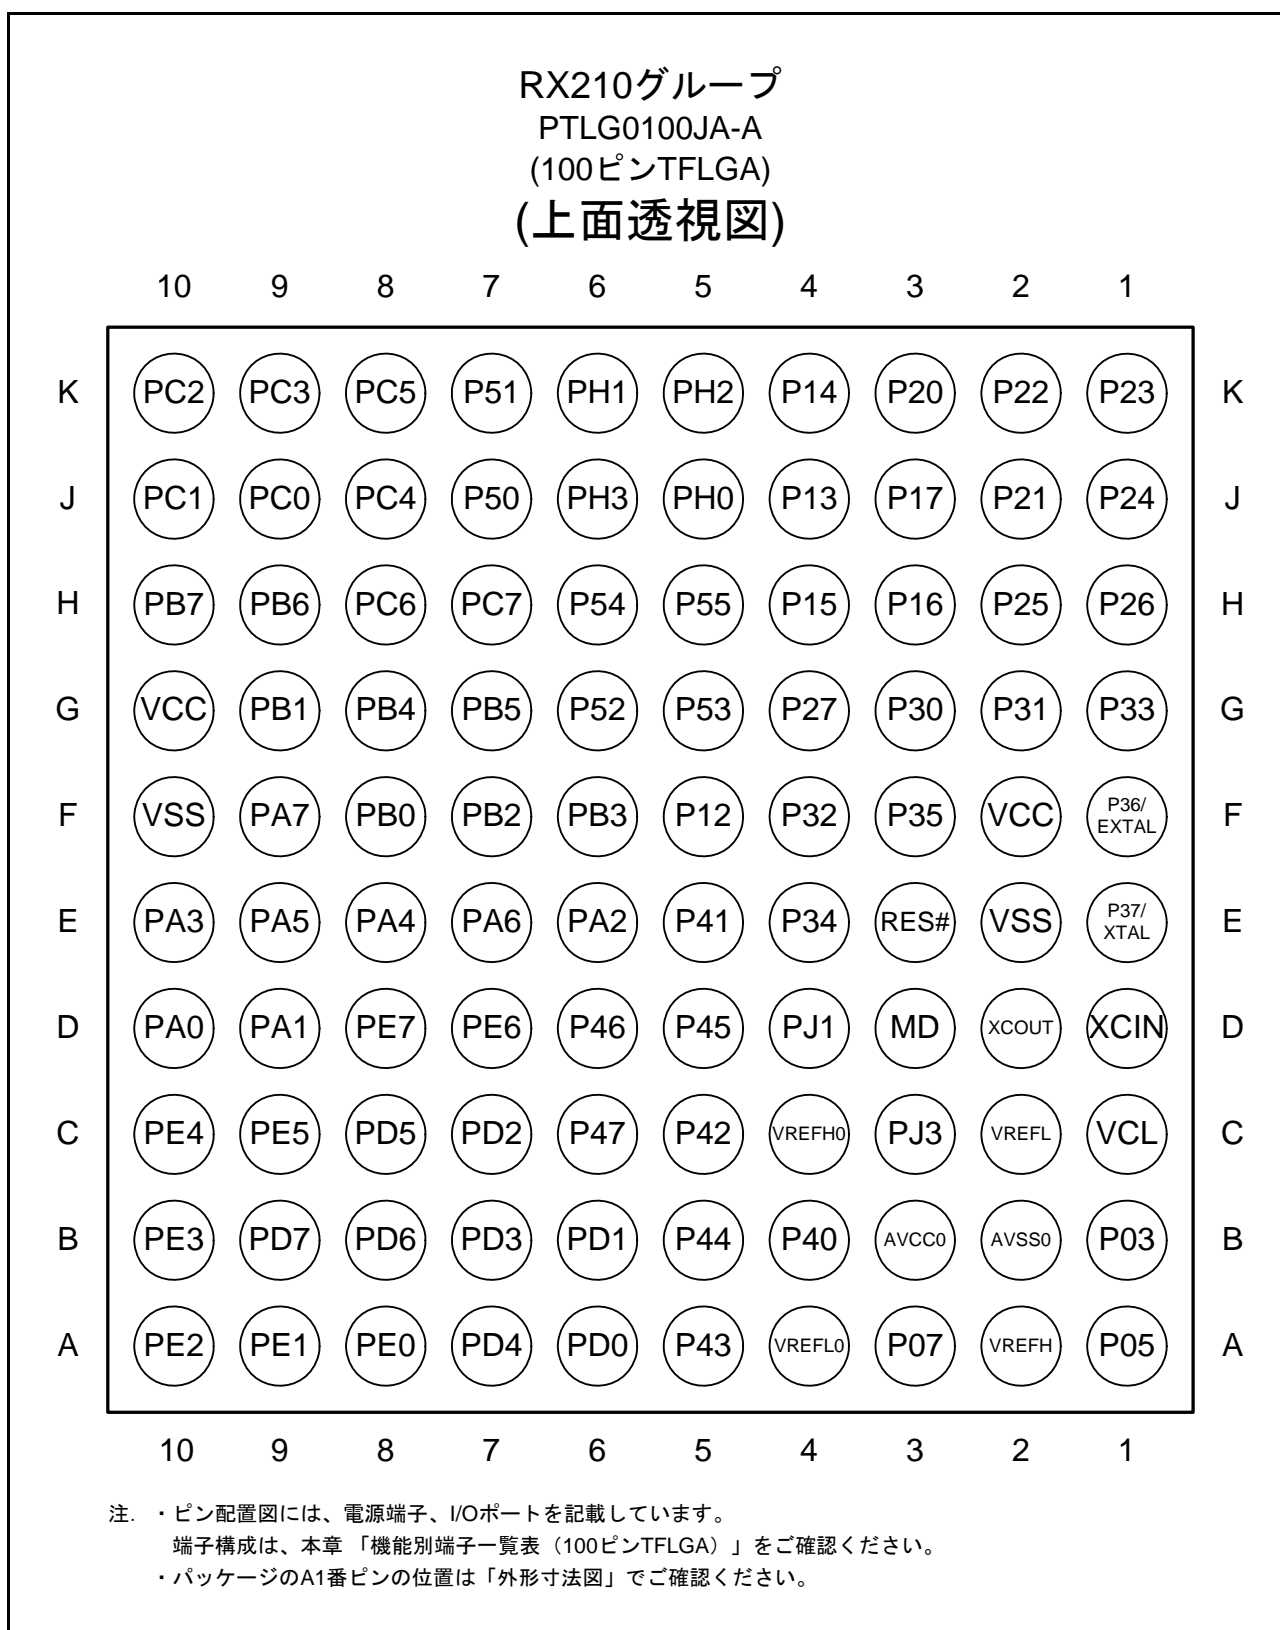 RX210グループ
PTLG0100JA-A
(100ピンTFLGA)
(上面透視図)
10 9 8 7 6 5 4 3 2 1
K PC2 PC3 PC5 P51 PH1 PH2 P14 P20 P22 P23 K
J PC1 PC0 PC4 P50 PH3 PH0 P13 P17 P21 P24 J
H PB7 PB6 PC6 PC7 P54 P55 P15 P16 P25 P26 H
G VCC PB1 PB4 PB5 P52 P53 P27 P30 P31 P33 G
F VSS PA7 PB0 PB2 PB3 P12 P32 P35 VCC P36/EXTAL F
E PA3 PA5 PA4 PA6 PA2 P41 P34 RES# VSS P37/XTAL E
D PA0 PA1 PE7 PE6 P46 P45 PJ1 MD XCOUT XCIN D
C PE4 PE5 PD5 PD2 P47 P42 VREFH0 PJ3 VREFL VCL C
B PE3 PD7 PD6 PD3 PD1 P44 P40 AVCC0 AVSS0 P03 B
A PE2 PE1 PE0 PD4 PD0 P43 VREFL0 P07 VREFH P05 A
10 9 8 7 6 5 4 3 2 1
注. ・ピン配置図には、電源端子、I/Oポートを記載しています。
端子構成は、本章 「機能別端子一覧表（100ピンTFLGA）」をご確認ください。
・パッケージのA1番ピンの位置は「外形寸法図」でご確認ください。